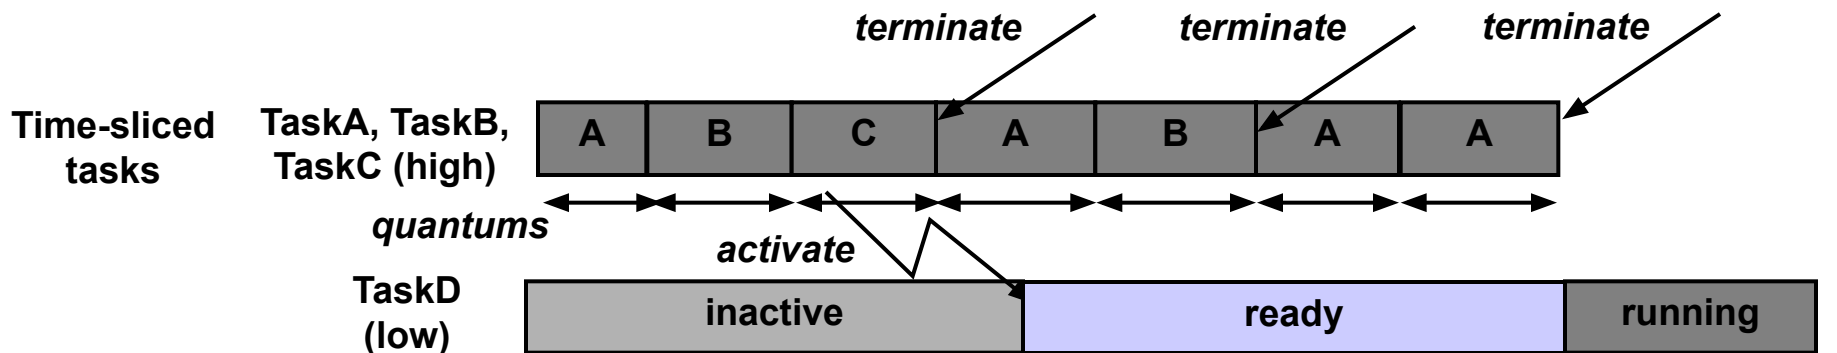 terminate terminate terminate
Time-sliced
tasks
TaskA, TaskB,
TaskC (high)
A B C A B A A
quantums
activate
TaskD
(low)
inactive ready running